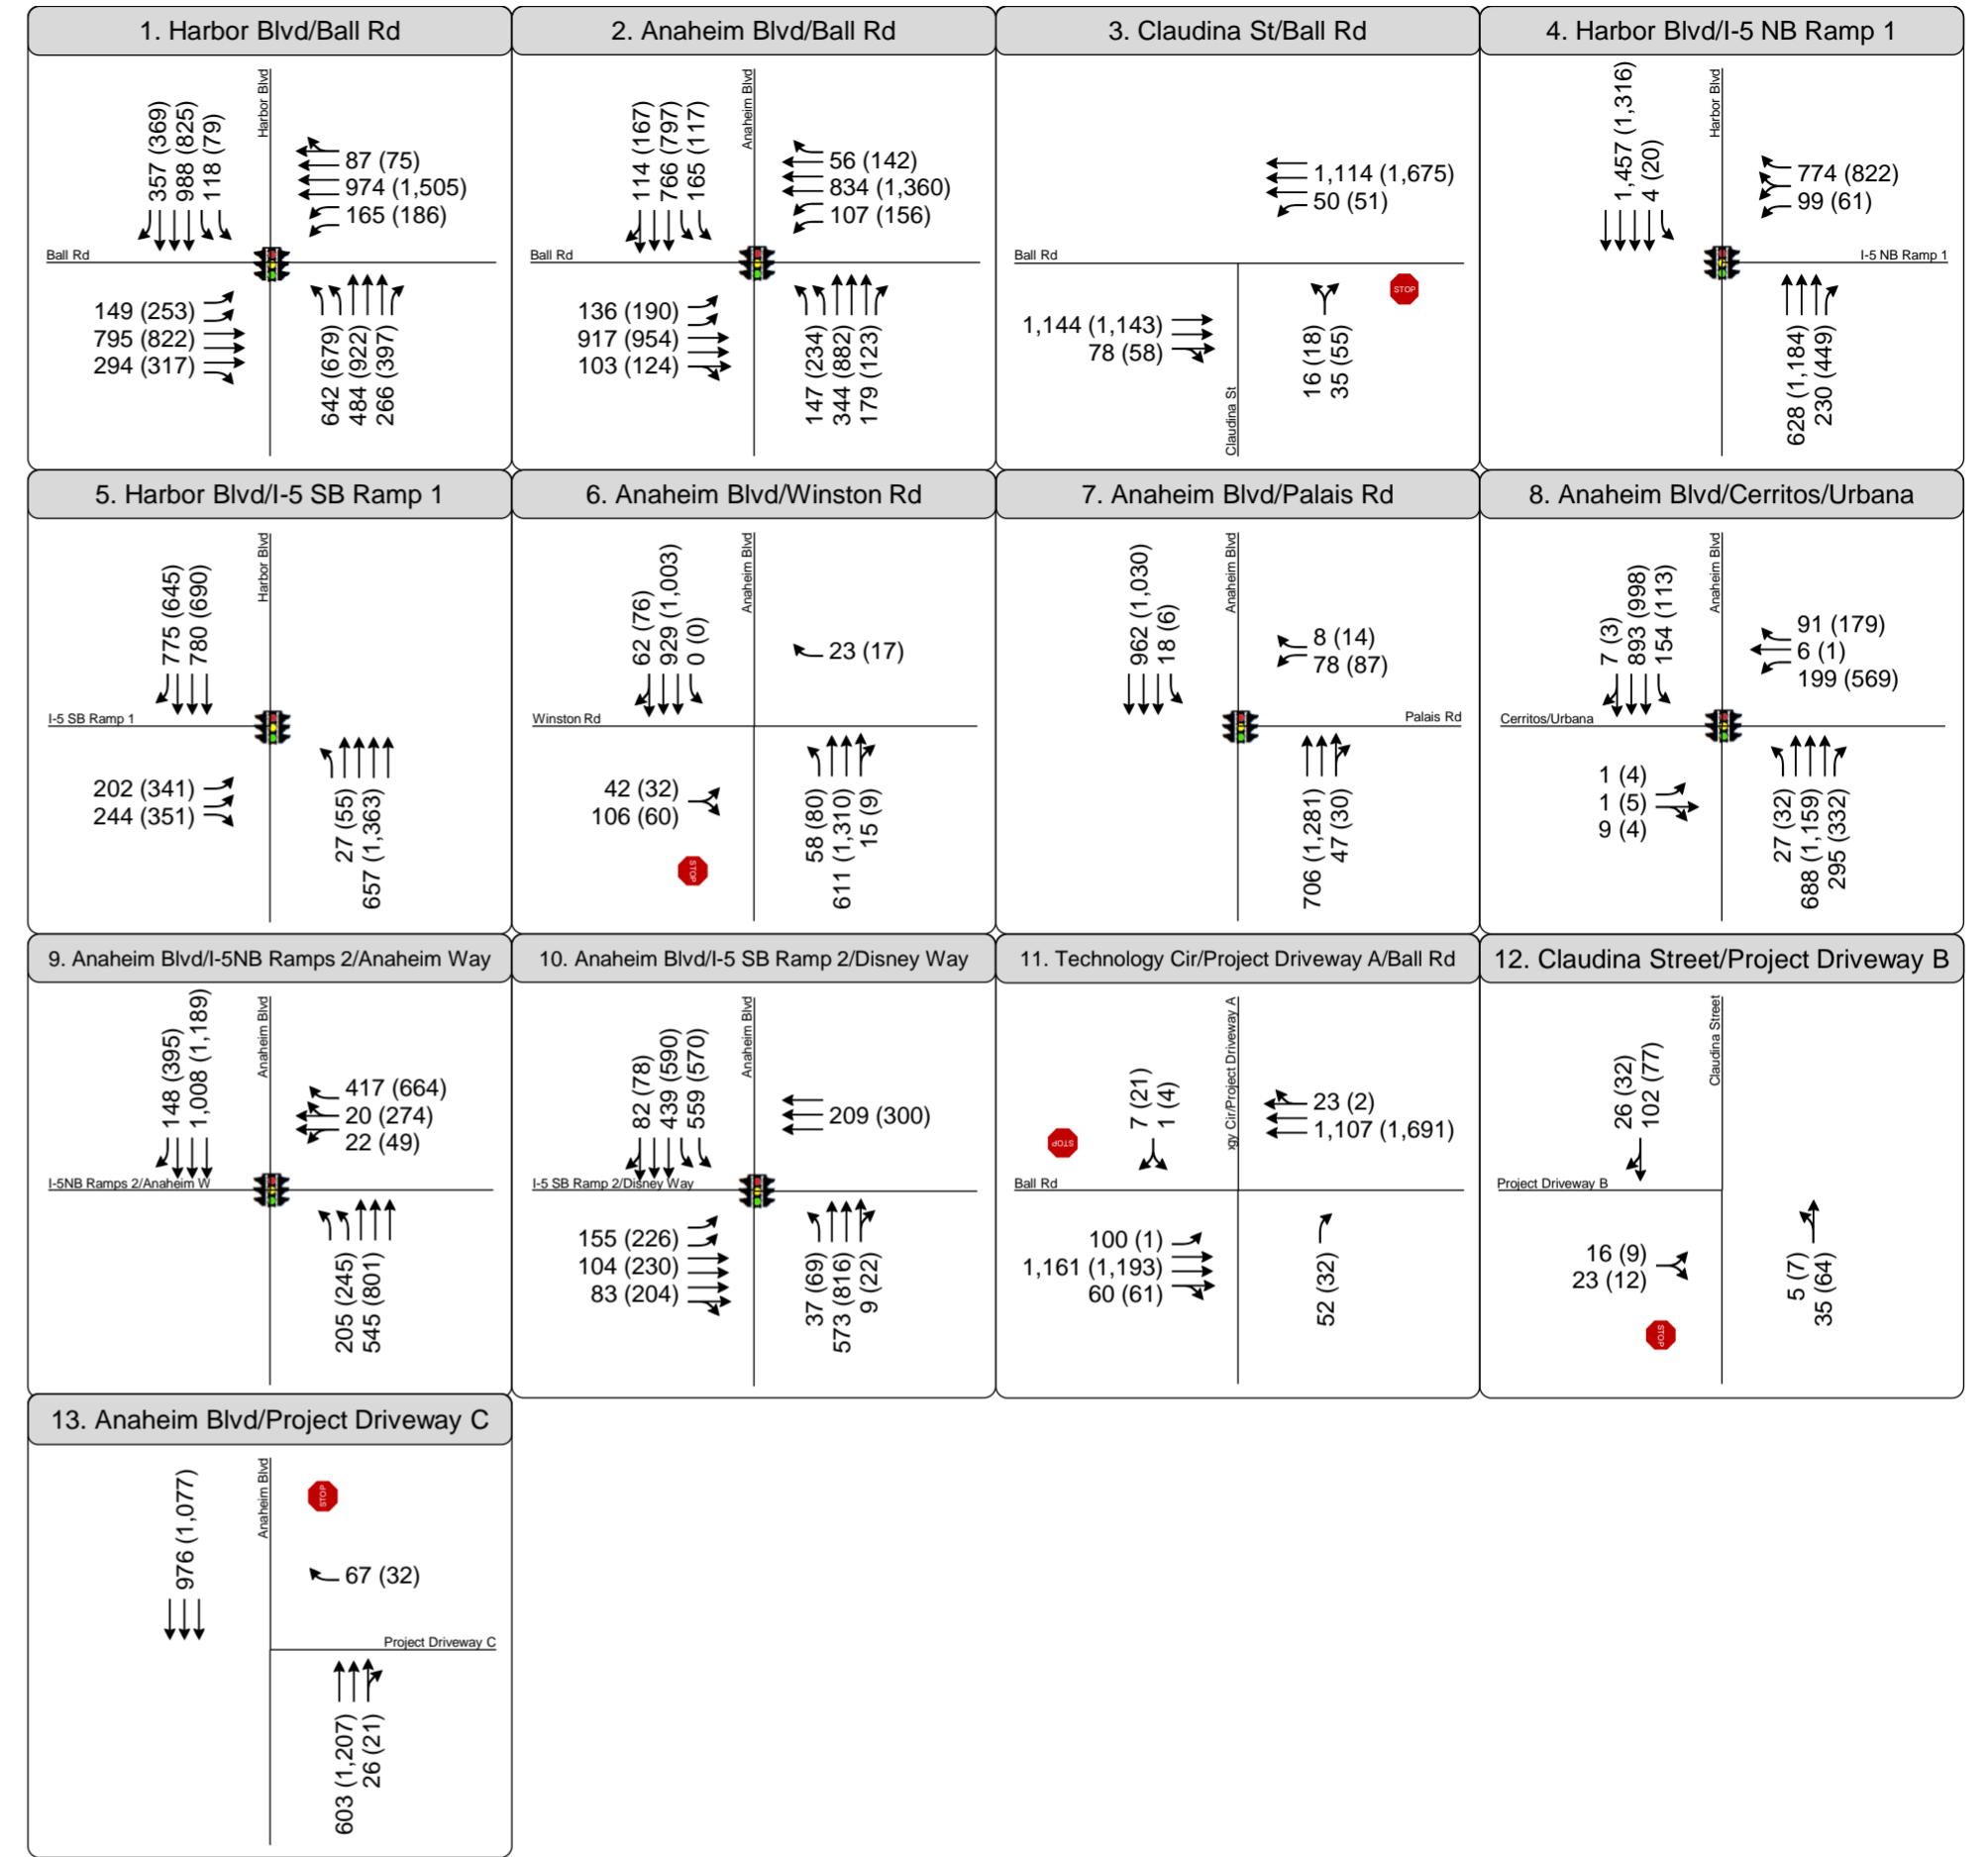 1. Harbor Blvd/Ball Rd
Harbor Blvd
357 (369)
988 (825)
118 (79)
87 (75)
974 (1,505)
165 (186)
Ball Rd
149 (253)
795 (822)
294 (317)
642 (679)
484 (922)
266 (397)
2. Anaheim Blvd/Ball Rd
Anaheim Blvd
114 (167)
766 (797)
165 (117)
56 (142)
834 (1,360)
107 (156)
Ball Rd
136 (190)
917 (954)
103 (124)
147 (234)
344 (882)
179 (123)
3. Claudina St/Ball Rd
1,114 (1,675)
50 (51)
Ball Rd
STOP
1,144 (1,143)
78 (58)
16 (18)
35 (55)
Claudina St
4. Harbor Blvd/I-5 NB Ramp 1
Harbor Blvd
1,457 (1,316)
4 (20)
774 (822)
99 (61)
I-5 NB Ramp 1
628 (1,184)
230 (449)
5. Harbor Blvd/I-5 SB Ramp 1
Harbor Blvd
775 (645)
780 (690)
I-5 SB Ramp 1
202 (341)
244 (351)
27 (55)
657 (1,363)
6. Anaheim Blvd/Winston Rd
Anaheim Blvd
62 (76)
929 (1,003)
0 (0)
23 (17)
Winston Rd
42 (32)
106 (60)
STOP
58 (80)
611 (1,310)
15 (9)
7. Anaheim Blvd/Palais Rd
Anaheim Blvd
962 (1,030)
18 (6)
8 (14)
78 (87)
Palais Rd
706 (1,281)
47 (30)
8. Anaheim Blvd/Cerritos/Urbana
Anaheim Blvd
7 (3)
893 (998)
154 (113)
91 (179)
6 (1)
199 (569)
Cerritos/Urbana
1 (4)
1 (5)
9 (4)
27 (32)
688 (1,159)
295 (332)
9. Anaheim Blvd/I-5NB Ramps 2/Anaheim Way
Anaheim Blvd
148 (395)
1,008 (1,189)
417 (664)
20 (274)
22 (49)
I-5NB Ramps 2/Anaheim W
205 (245)
545 (801)
10. Anaheim Blvd/I-5 SB Ramp 2/Disney Way
Anaheim Blvd
82 (78)
439 (590)
559 (570)
209 (300)
I-5 SB Ramp 2/Disney Way
155 (226)
104 (230)
83 (204)
37 (69)
573 (816)
9 (22)
11. Technology Cir/Project Driveway A/Ball Rd
gy Cir/Project Driveway A
STOP
7 (21)
1 (4)
23 (2)
1,107 (1,691)
Ball Rd
100 (1)
1,161 (1,193)
60 (61)
52 (32)
12. Claudina Street/Project Driveway B
Claudina Street
26 (32)
102 (77)
Project Driveway B
16 (9)
23 (12)
STOP
5 (7)
35 (64)
13. Anaheim Blvd/Project Driveway C
Anaheim Blvd
976 (1,077)
STOP
67 (32)
Project Driveway C
603 (1,207)
26 (21)